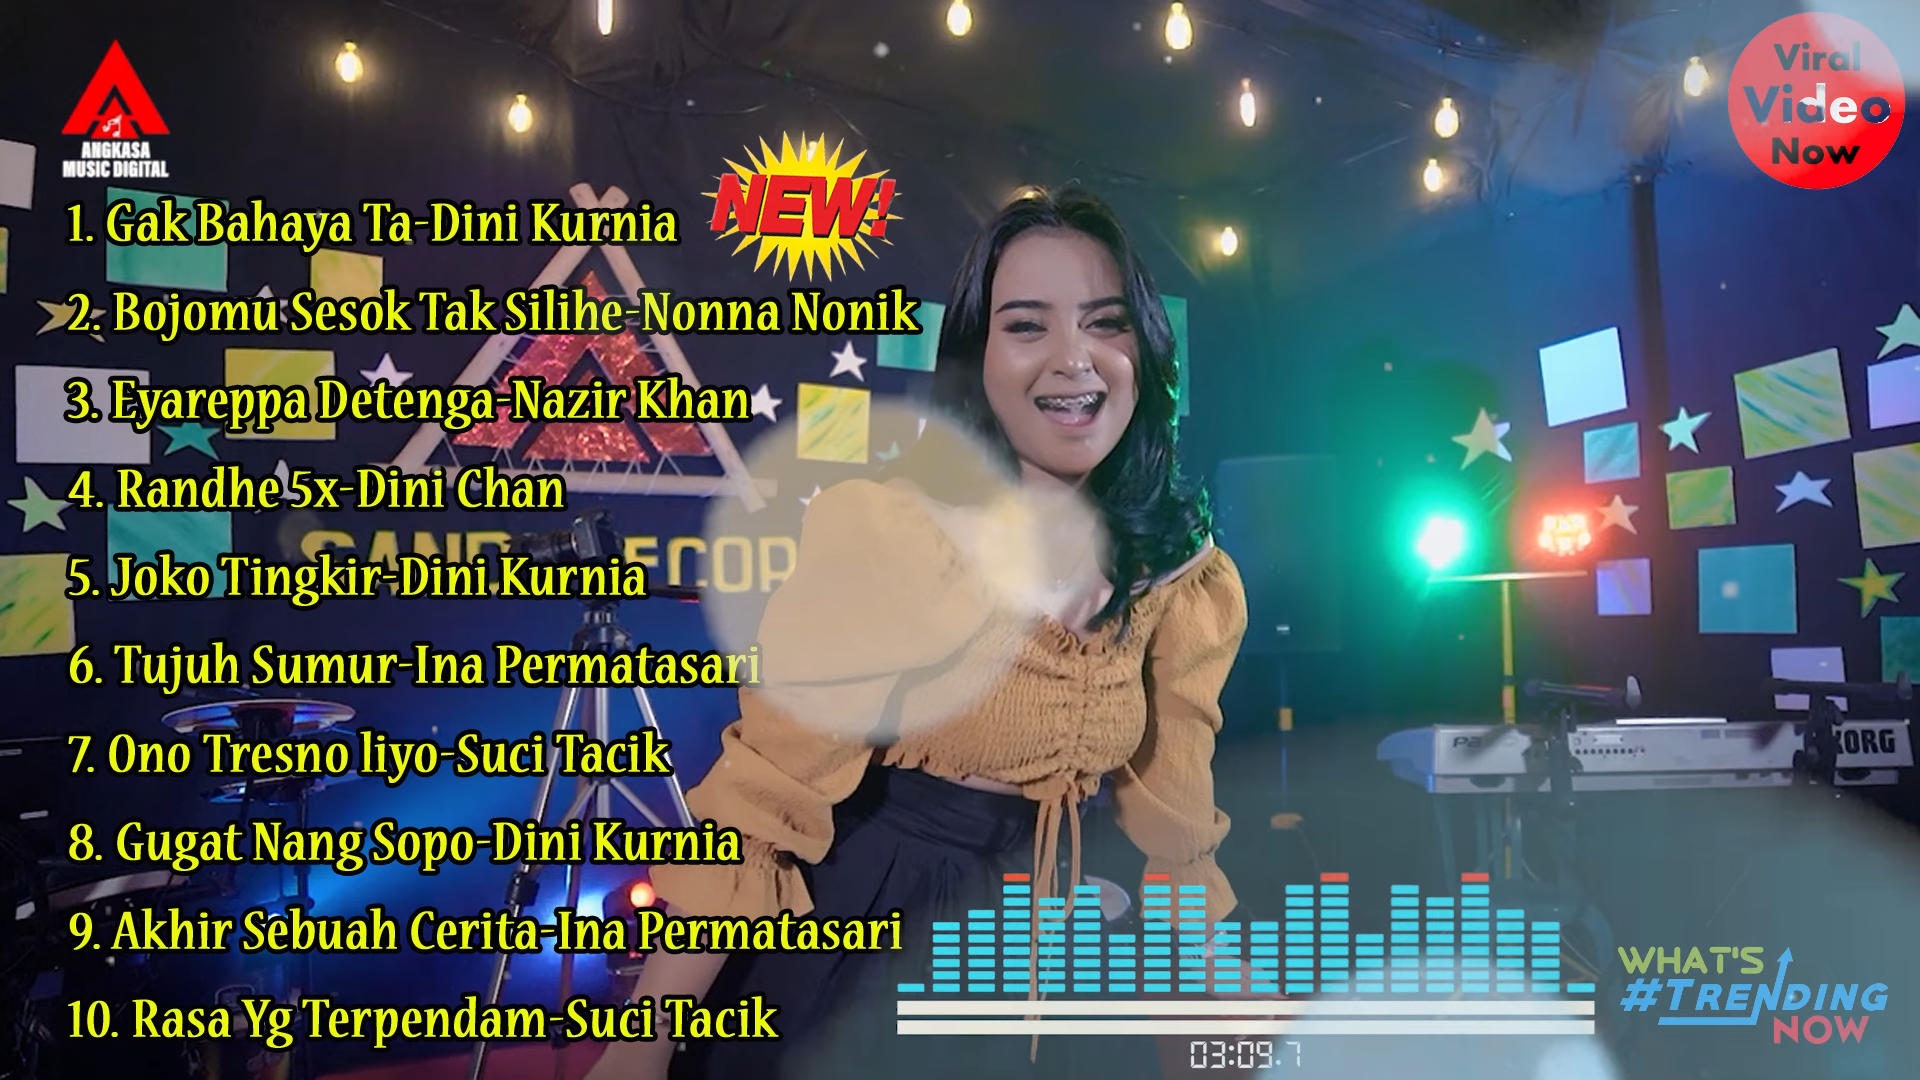 ANGKASA
MUSIC DIGITAL
Viral
Video
Now
NEW!
1. Gak Bahaya Ta-Dini Kurnia
2. Bojomu Sesok Tak Silihe-Nonna Nonik
3. Eyareppa Detenga-Nazir Khan
4. Randhe 5x-Dini Chan
5. Joko Tingkir-Dini Kurnia
6. Tujuh Sumur-Ina Permatasari
7. Ono Tresno liyo-Suci Tacik
8. Gugat Nang Sopo-Dini Kurnia
9. Akhir Sebuah Cerita-Ina Permatasari
10. Rasa Yg Terpendam-Suci Tacik
KORG
WHAT'S
#TRENDING
NOW
03:09.7